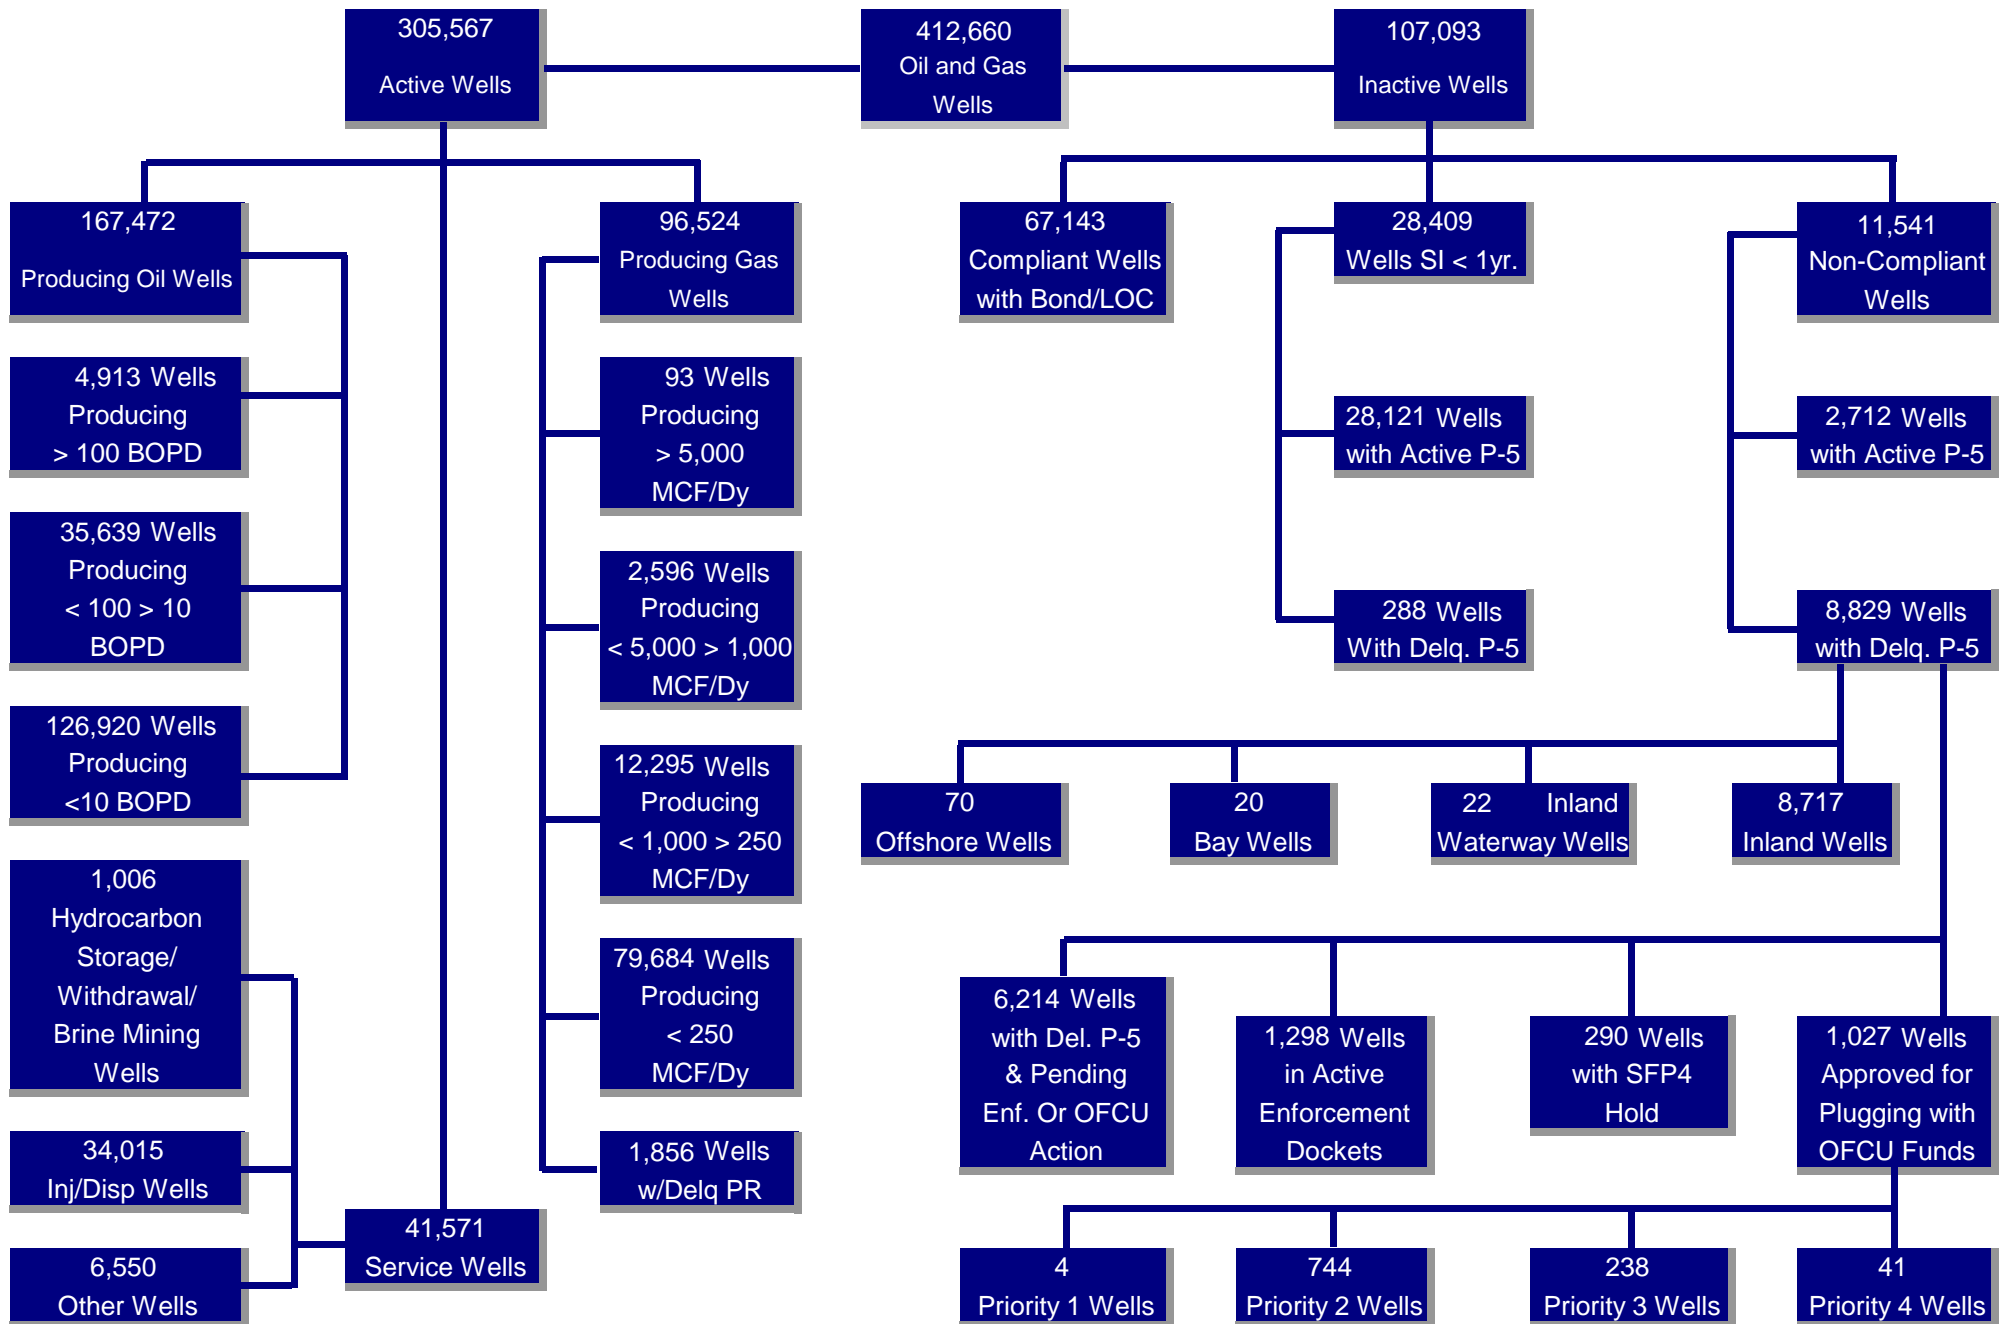 305,567
Active Wells
412,660
Oil and Gas
Wells
107,093
Inactive Wells
167,472
Producing Oil Wells
96,524
Producing Gas
Wells
67,143
Compliant Wells
with Bond/LOC
28,409
Wells SI < 1yr.
11,541
Non-Compliant
Wells
4,913 Wells
Producing
> 100 BOPD
93 Wells
Producing
> 5,000
MCF/Dy
28,121 Wells
with Active P-5
2,712 Wells
with Active P-5
35,639 Wells
Producing
< 100 > 10
BOPD
2,596 Wells
Producing
< 5,000 > 1,000
MCF/Dy
288 Wells
With Delq. P-5
8,829 Wells
with Delq. P-5
126,920 Wells
Producing
<10 BOPD
12,295 Wells
Producing
< 1,000 > 250
MCF/Dy
70
Offshore Wells
20
Bay Wells
22 Inland
Waterway Wells
8,717
Inland Wells
1,006
Hydrocarbon
Storage/
Withdrawal/
Brine Mining
Wells
79,684 Wells
Producing
< 250
MCF/Dy
6,214 Wells
with Del. P-5
& Pending
Enf. Or OFCU
Action
1,298 Wells
in Active
Enforcement
Dockets
290 Wells
with SFP4
Hold
1,027 Wells
Approved for
Plugging with
OFCU Funds
34,015
Inj/Disp Wells
1,856 Wells
w/Delq PR
41,571
Service Wells
6,550
Other Wells
4
Priority 1 Wells
744
Priority 2 Wells
238
Priority 3 Wells
41
Priority 4 Wells